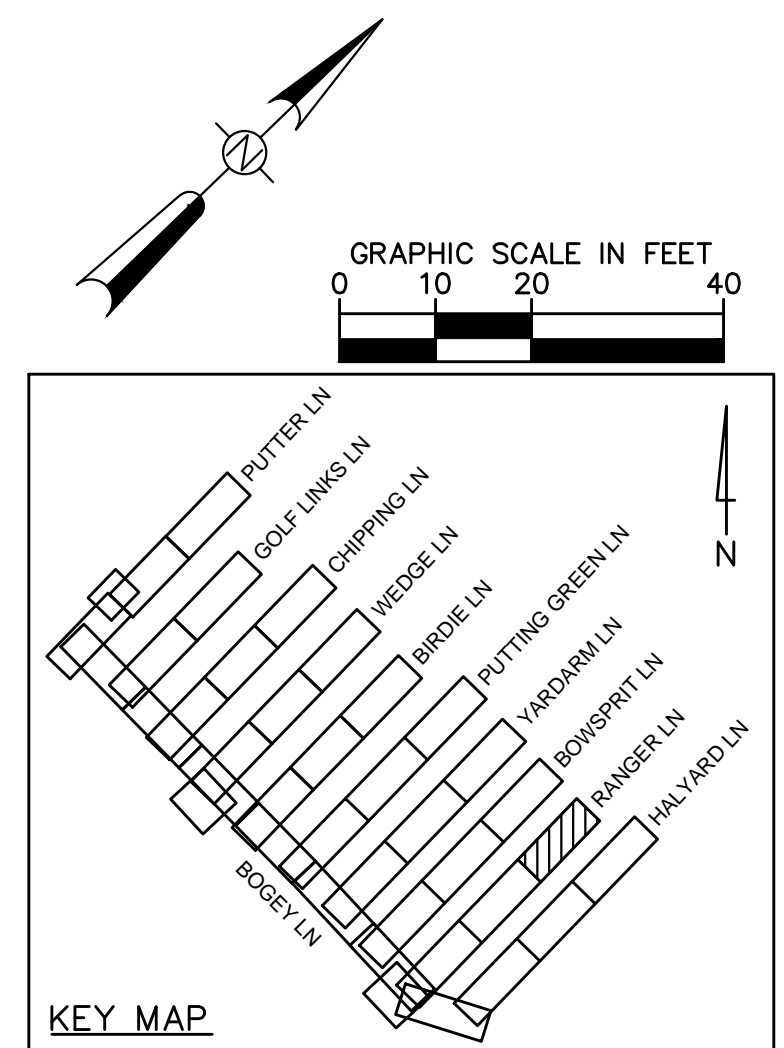 N
GRAPHIC SCALE IN FEET
0 10 20 40
PUTTER LN
GOLF LINKS LN
CHIPPING LN
WEDGE LN
BIRDIE LN
PUTTING GREEN LN
YARDARM LN
BOWSPRIT LN
RANGER LN
HALYARD LN
N
BOGEY LN
KEY MAP